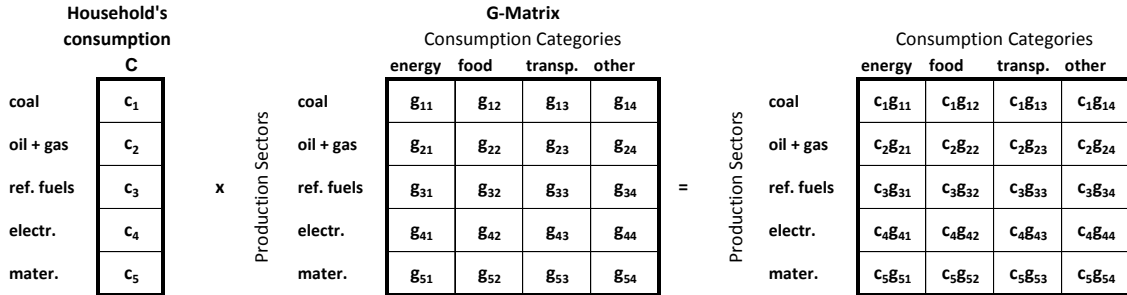 Household's consumption
G-Matrix
Consumption Categories
Consumption Categories
C
energy food transp. other
energy food transp. other
coal c₁ coal g₁₁ g₁₂ g₁₃ g₁₄ coal c₁g₁₁ c₁g₁₂ c₁g₁₃ c₁g₁₄
oil + gas c₂ oil + gas g₂₁ g₂₂ g₂₃ g₂₄ oil + gas c₂g₂₁ c₂g₂₂ c₂g₂₃ c₂g₂₄
ref. fuels c₃ x ref. fuels g₃₁ g₃₂ g₃₃ g₃₄ = ref. fuels c₃g₃₁ c₃g₃₂ c₃g₃₃ c₃g₃₄
electr. c₄ electr. g₄₁ g₄₂ g₄₃ g₄₄ electr. c₄g₄₁ c₄g₄₂ c₄g₄₃ c₄g₄₄
mater. c₅ mater. g₅₁ g₅₂ g₅₃ g₅₄ mater. c₅g₅₁ c₅g₅₂ c₅g₅₃ c₅g₅₄
Production Sectors
Production Sectors